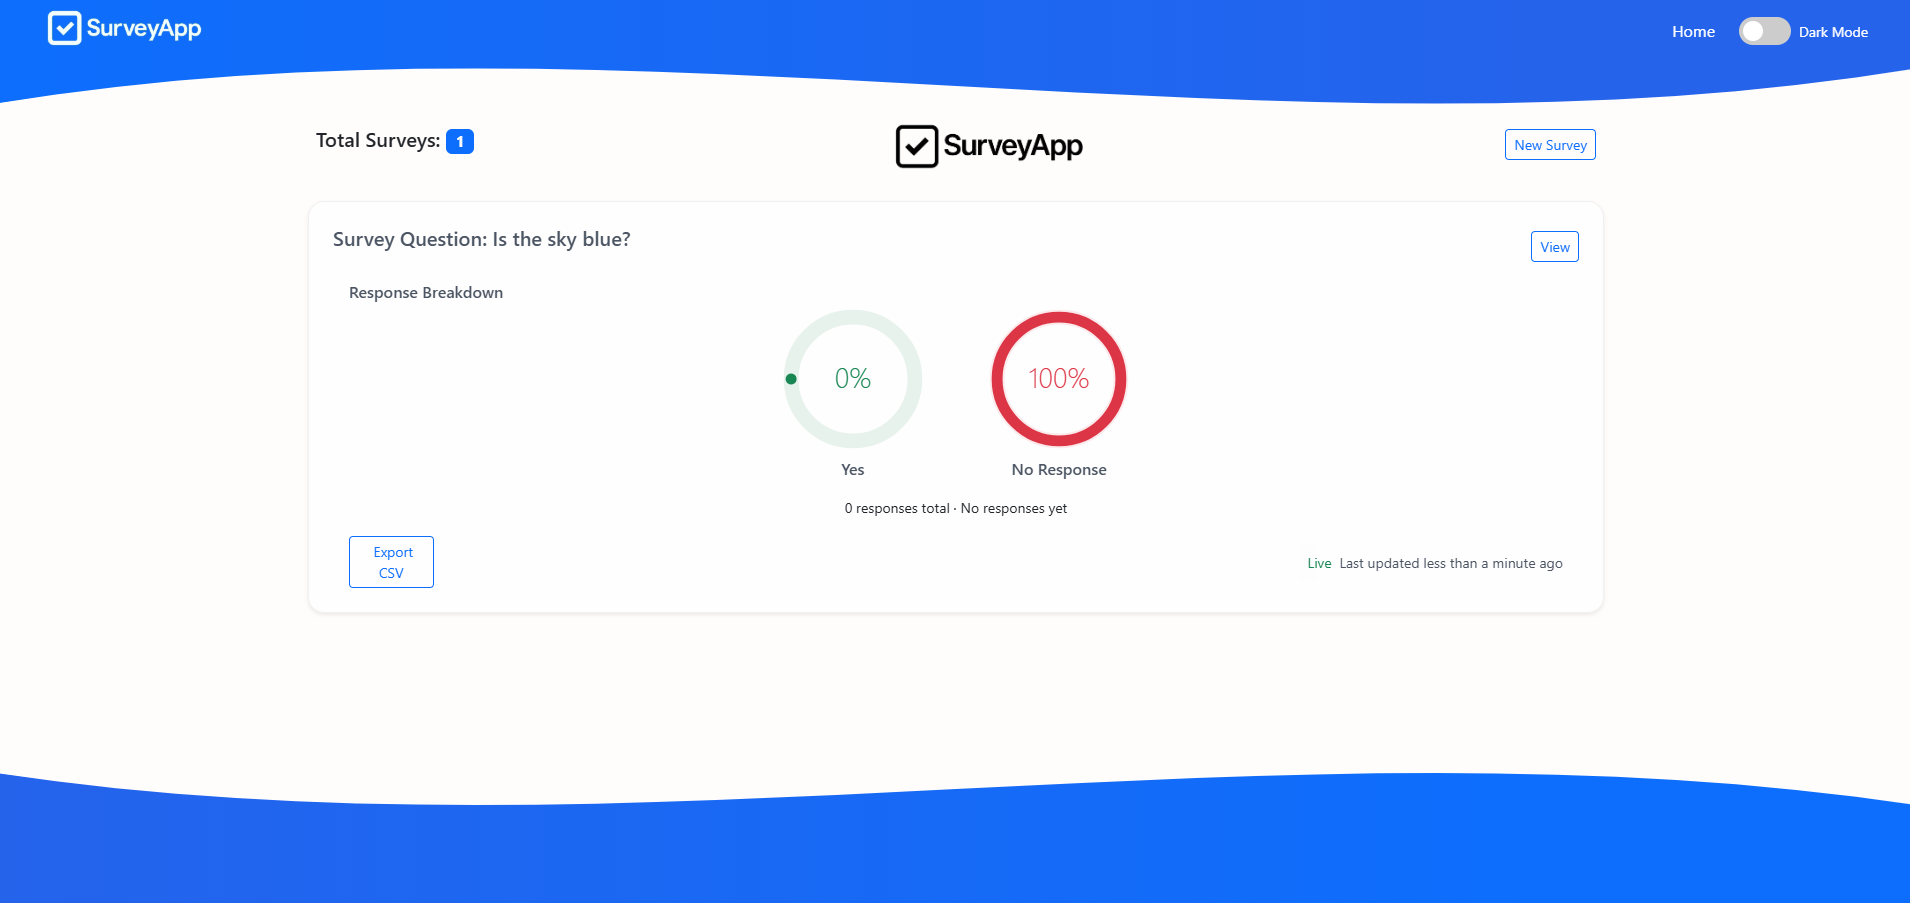 SurveyApp
Home
Dark Mode
Total Surveys: 1
SurveyApp
New Survey
Survey Question: Is the sky blue?
View
Response Breakdown
0%
100%
Yes
No Response
0 responses total · No responses yet
Export
CSV
Live Last updated less than a minute ago